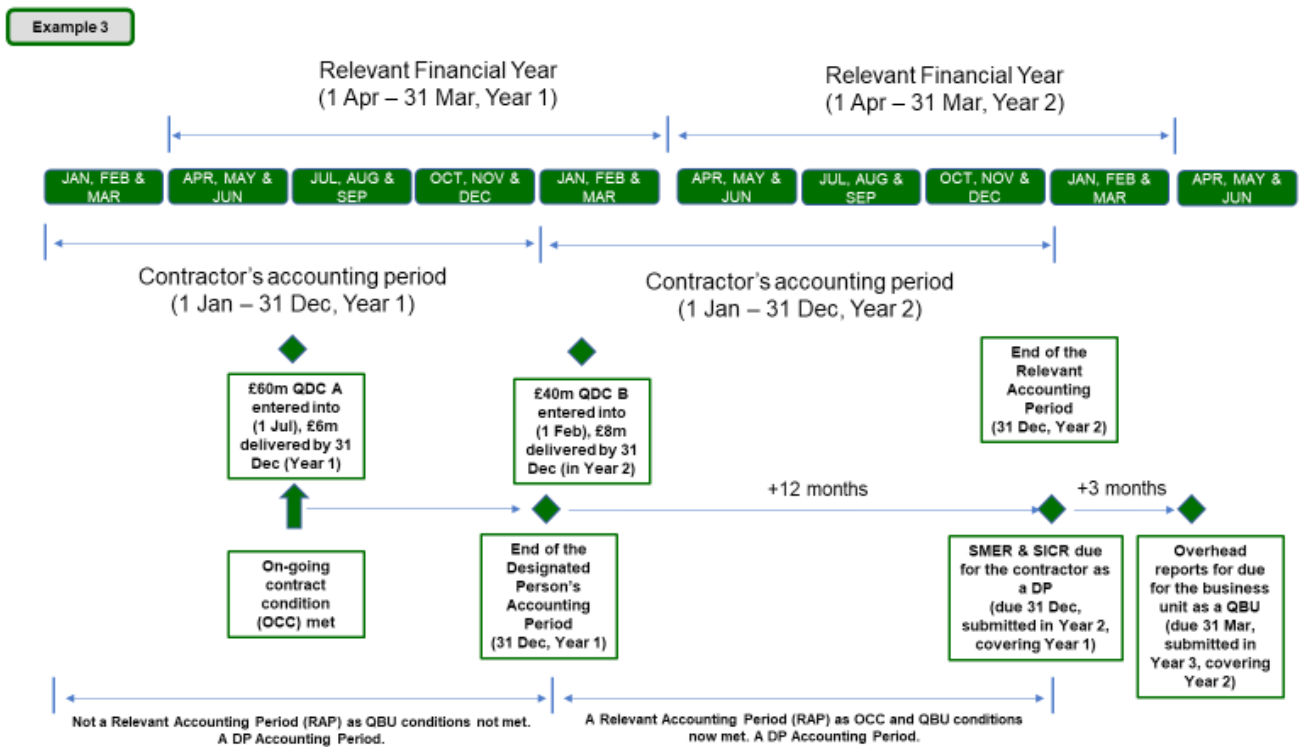 Example 3
Relevant Financial Year
(1 Apr – 31 Mar, Year 1)
Relevant Financial Year
(1 Apr – 31 Mar, Year 2)
JAN, FEB &
MAR
APR, MAY &
JUN
JUL, AUG &
SEP
OCT, NOV &
DEC
JAN, FEB &
MAR
APR, MAY &
JUN
JUL, AUG &
SEP
OCT, NOV &
DEC
JAN, FEB &
MAR
APR, MAY &
JUN
Contractor's accounting period
(1 Jan – 31 Dec, Year 1)
Contractor's accounting period
(1 Jan – 31 Dec, Year 2)
£60m QDC A
entered into
(1 Jul), £6m
delivered by 31
Dec (Year 1)
£40m QDC B
entered into
(1 Feb), £8m
delivered by 31
Dec (in Year 2)
End of the
Relevant
Accounting
Period
(31 Dec, Year 2)
+12 months
+3 months
On-going
contract
condition
(OCC) met
End of the
Designated
Person's
Accounting
Period
(31 Dec, Year 1)
SMER & SICR due
for the contractor as
a DP
(due 31 Dec,
submitted in Year 2,
covering Year 1)
Overhead
reports for due
for the business
unit as a QBU
(due 31 Mar,
submitted in
Year 3, covering
Year 2)
Not a Relevant Accounting Period (RAP) as QBU conditions not met.
A DP Accounting Period.
A Relevant Accounting Period (RAP) as OCC and QBU conditions
now met. A DP Accounting Period.